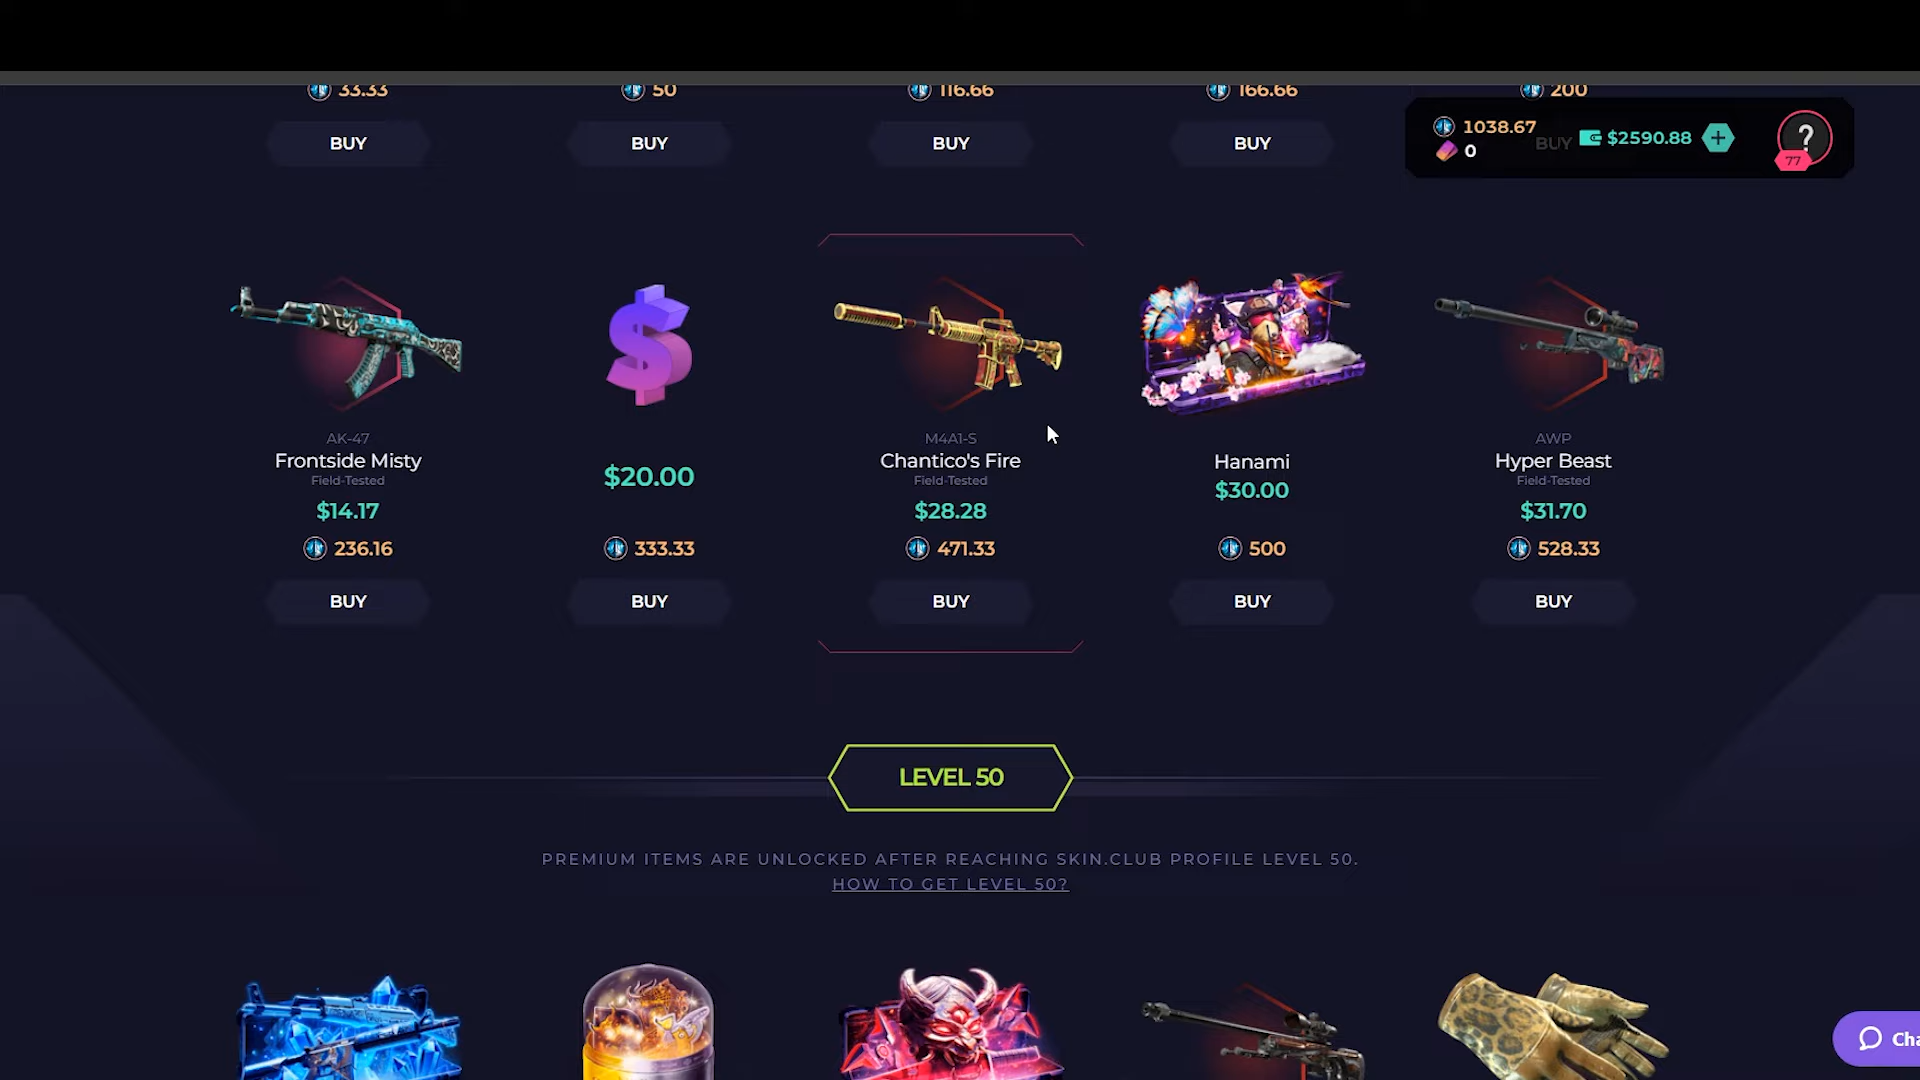 33.33
50
116.66
166.66
200
BUY
BUY
BUY
BUY
BUY
1038.67
0
$2590.88
+
?
77
AK-47
Frontside Misty
Field-Tested
$14.17
236.16
BUY
$20.00
333.33
BUY
M4A1-S
Chantico's Fire
Field-Tested
$28.28
471.33
BUY
Hanami
$30.00
500
BUY
AWP
Hyper Beast
Field-Tested
$31.70
528.33
BUY
LEVEL 50
PREMIUM ITEMS ARE UNLOCKED AFTER REACHING SKIN.CLUB PROFILE LEVEL 50.
HOW TO GET LEVEL 50?
Cha